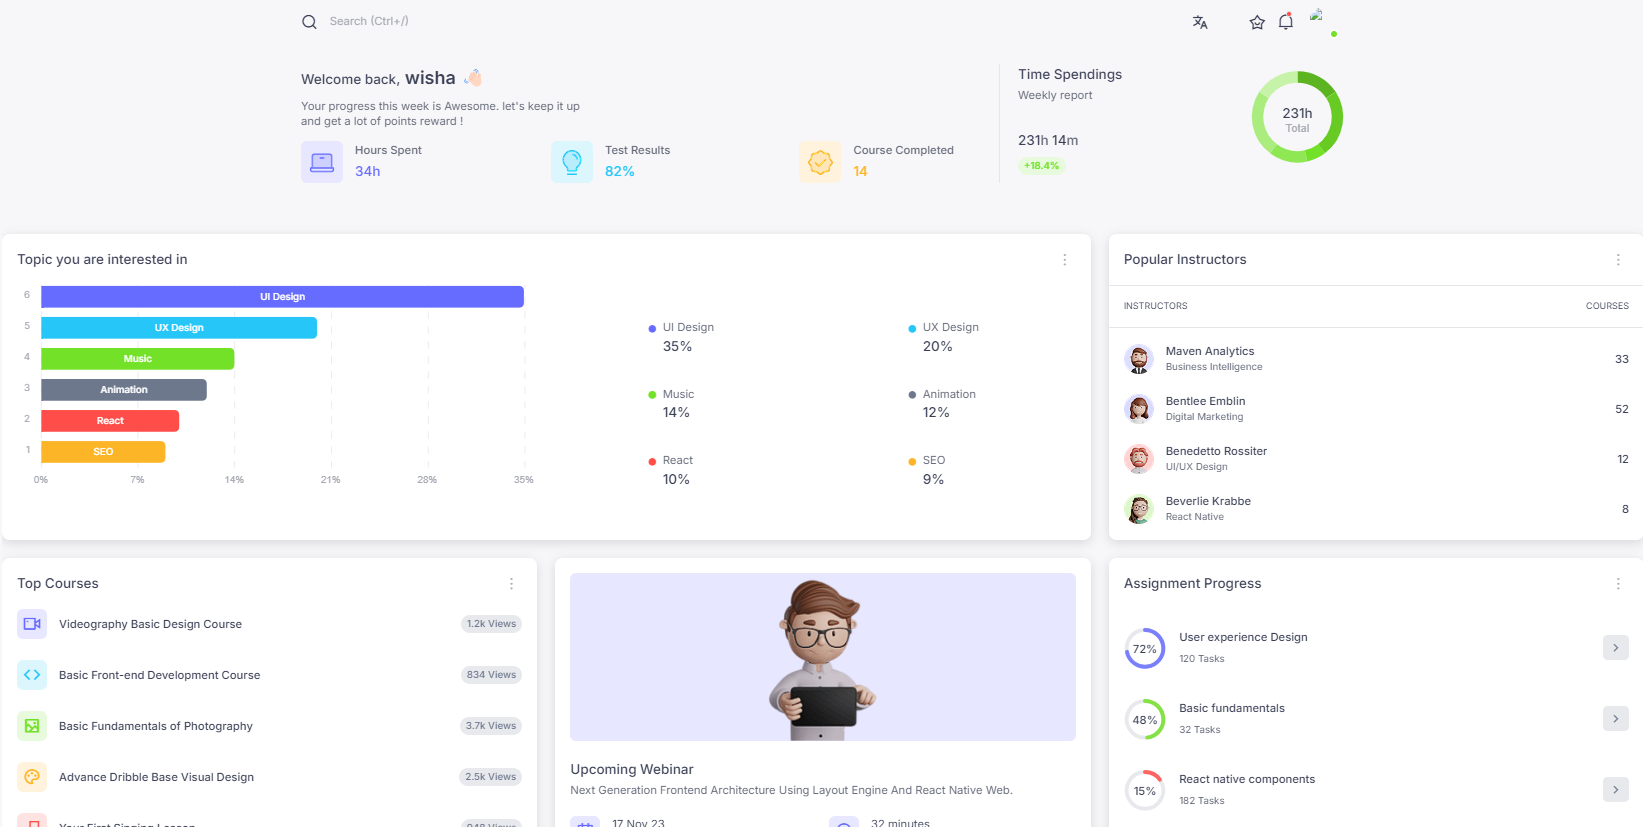 Search (Ctrl+/)
Welcome back, wisha
Your progress this week is Awesome. let's keep it up
and get a lot of points reward !
Hours Spent
34h
Test Results
82%
Course Completed
14
Time Spendings
Weekly report
231h 14m
+18.4%
231h
Total
Topic you are interested in
6
UI Design
5
UX Design
4
Music
3
Animation
2
React
1
SEO
0%
7%
14%
21%
28%
35%
UI Design
35%
UX Design
20%
Music
14%
Animation
12%
React
10%
SEO
9%
Popular Instructors
INSTRUCTORS
COURSES
Maven Analytics
Business Intelligence
33
Bentlee Emblin
Digital Marketing
52
Benedetto Rossiter
UI/UX Design
12
Beverlie Krabbe
React Native
8
Top Courses
Videography Basic Design Course
1.2k Views
Basic Front-end Development Course
834 Views
Basic Fundamentals of Photography
3.7k Views
Advance Dribble Base Visual Design
2.5k Views
Your First Singing Lesson
948 Views
Upcoming Webinar
Next Generation Frontend Architecture Using Layout Engine And React Native Web.
17 Nov 23
32 minutes
Assignment Progress
72%
User experience Design
120 Tasks
48%
Basic fundamentals
32 Tasks
15%
React native components
182 Tasks